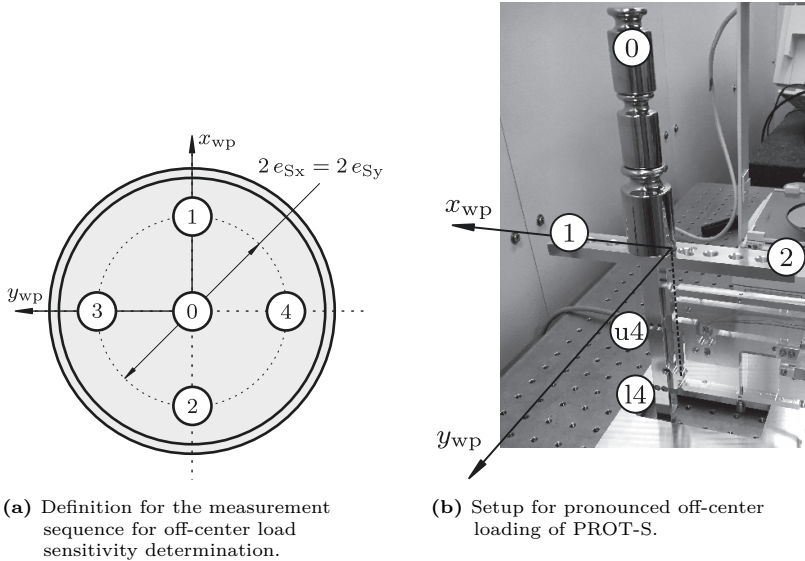 x_wp
2 e_Sx = 2 e_Sy
1
y_wp
3
0
4
2
(a) Definition for the measurement
sequence for off-center load
sensitivity determination.
0
x_wp
1
2
u4
l4
y_wp
(b) Setup for pronounced off-center
loading of PROT-S.